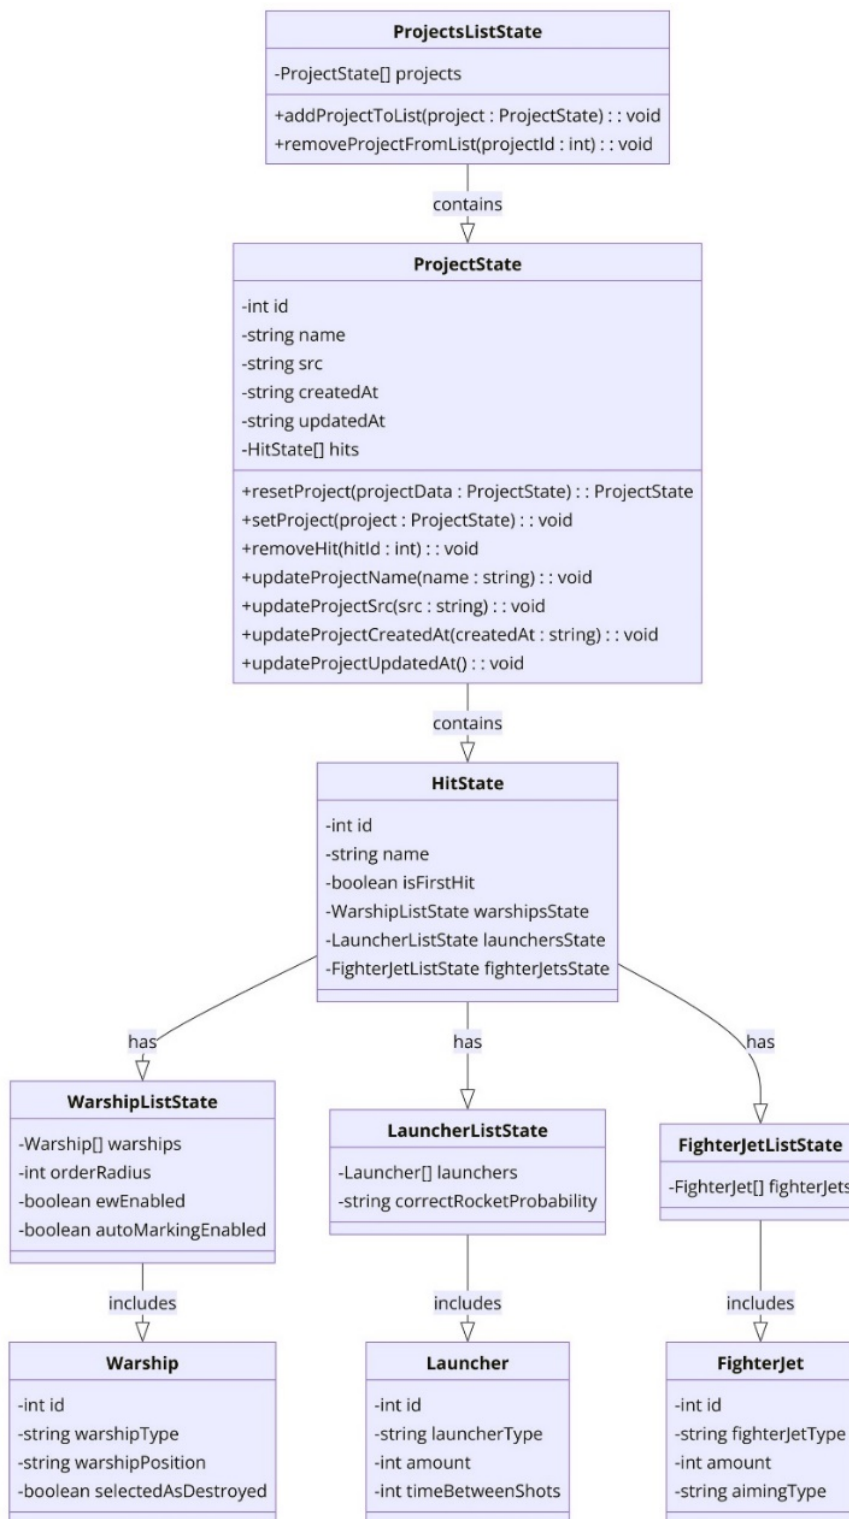 ProjectsListState
-ProjectState[] projects
+addProjectToList(project : ProjectState) : : void
+removeProjectFromList(projectId : int) : : void
contains
ProjectState
-int id
-string name
-string src
-string createdAt
-string updatedAt
-HitState[] hits
+resetProject(projectData : ProjectState) : : ProjectState
+setProject(project : ProjectState) : : void
+removeHit(hitId : int) : : void
+updateProjectName(name : string) : : void
+updateProjectSrc(src : string) : : void
+updateProjectCreatedAt(createdAt : string) : : void
+updateProjectUpdatedAt() : : void
contains
HitState
-int id
-string name
-boolean isFirstHit
-WarshipListState warshipsState
-LauncherListState launchersState
-FighterJetListState fighterJetsState
has
has
has
WarshipListState
-Warship[] warships
-int orderRadius
-boolean ewEnabled
-boolean autoMarkingEnabled
LauncherListState
-Launcher[] launchers
-string correctRocketProbability
FighterJetListState
-FighterJet[] fighterJets
includes
includes
includes
Warship
-int id
-string warshipType
-string warshipPosition
-boolean selectedAsDestroyed
Launcher
-int id
-string launcherType
-int amount
-int timeBetweenShots
FighterJet
-int id
-string fighterJetType
-int amount
-string aimingType